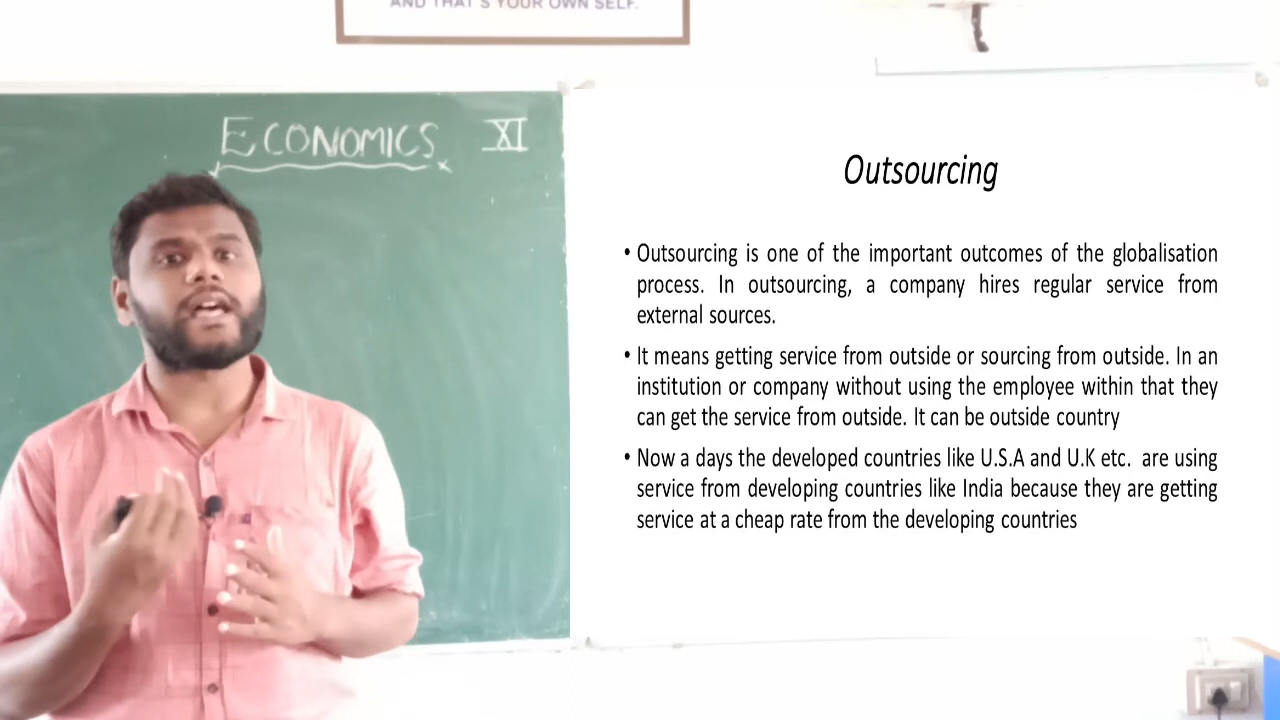 AND THAT'S YOUR OWN SELF.
ECONOMICS XI
Outsourcing
• Outsourcing is one of the important outcomes of the globalisation
process. In outsourcing, a company hires regular service from
external sources.
• It means getting service from outside or sourcing from outside. In an
institution or company without using the employee within that they
can get the service from outside. It can be outside country
• Now a days the developed countries like U.S.A and U.K etc. are using
service from developing countries like India because they are getting
service at a cheap rate from the developing countries